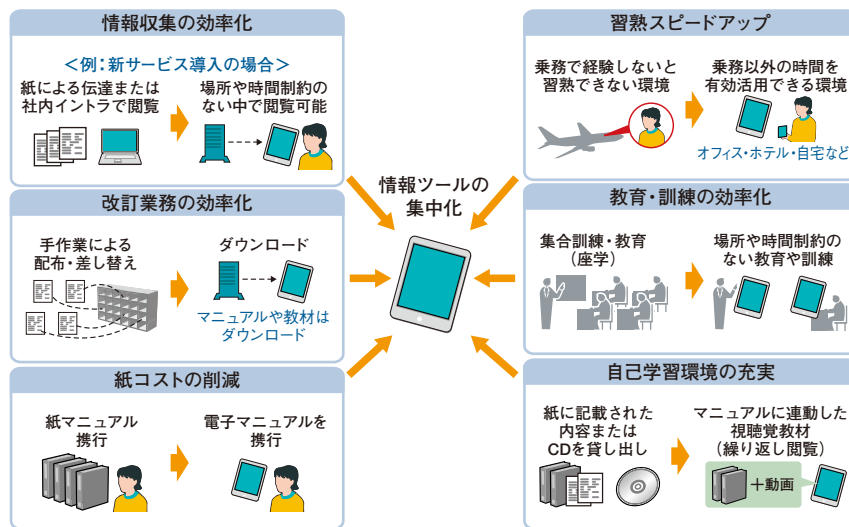 情報収集の効率化
＜例：新サービス導入の場合＞
紙による伝達または
社内イントラで閲覧
場所や時間制約の
ない中で閲覧可能
改訂業務の効率化
手作業による
配布・差し替え
ダウンロード
マニュアルや教材は
ダウンロード
紙コストの削減
紙マニュアル
携行
電子マニュアルを
携行
情報ツールの
集中化
習熟スピードアップ
乗務で経験しないと
習熟できない環境
乗務以外の時間を
有効活用できる環境
オフィス・ホテル・自宅など
教育・訓練の効率化
集合訓練・教育
（座学）
場所や時間制約の
ない教育や訓練
自己学習環境の充実
紙に記載された
内容または
CDを貸し出し
マニュアルに連動した
視聴覚教材
（繰り返し閲覧）
＋動画